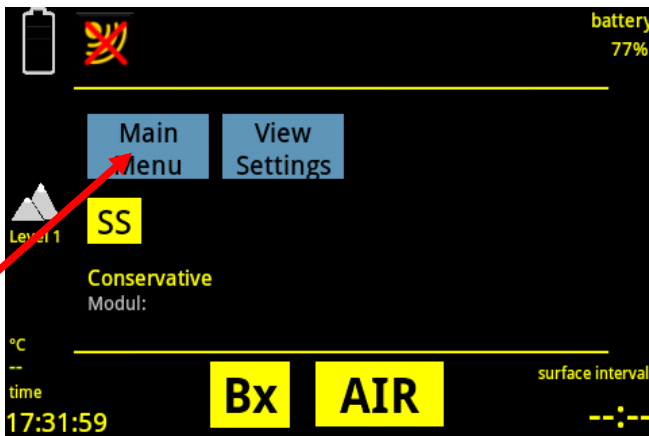 battery
77%
Main Menu
View Settings
Level 1
SS
Conservative
Modul:
°C
--
time
17:31:59
Bx
AIR
surface interval
--:--